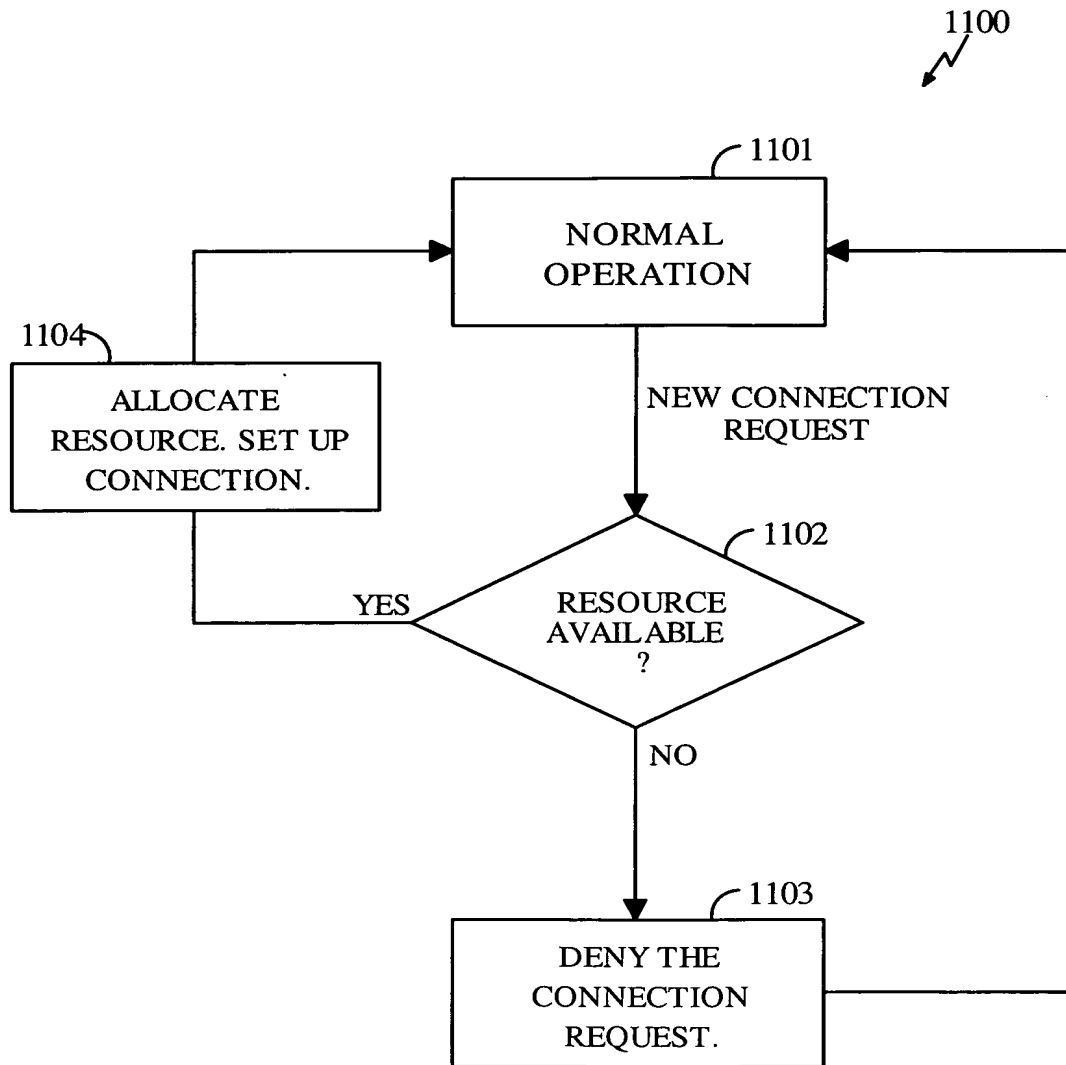 1100
1101
NORMAL
OPERATION
1104
ALLOCATE
RESOURCE. SET UP
CONNECTION.
NEW CONNECTION
REQUEST
1102
YES
RESOURCE
AVAILABLE
?
NO
1103
DENY THE
CONNECTION
REQUEST.